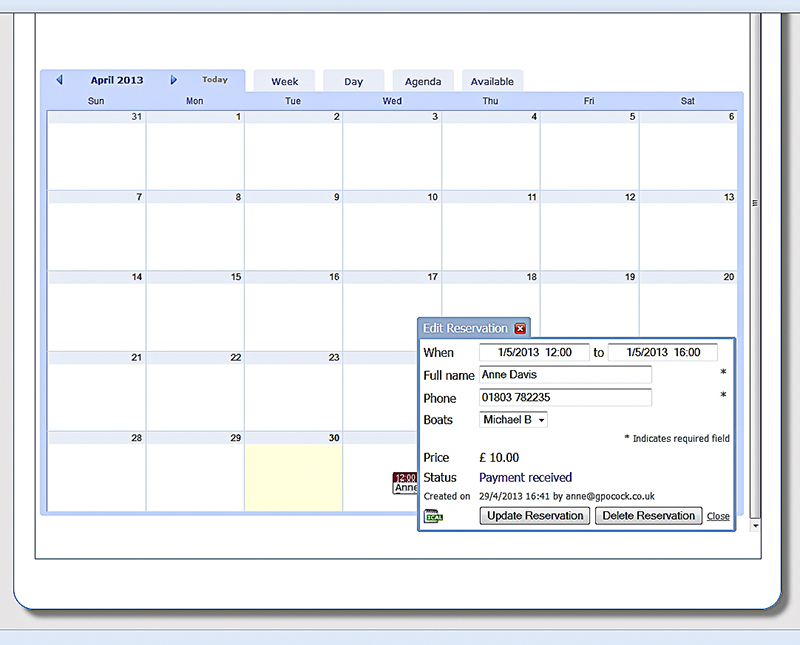 April 2013 Today Week Day Agenda Available
Sun Mon Tue Wed Thu Fri Sat
31 1 2 3 4 5 6
7 8 9 10 11 12 13
14 15 16 17 18 19 20
21 22 23
28 29 30
12:00
Anne
Edit Reservation
When 1/5/2013 12:00 to 1/5/2013 16:00
Full name Anne Davis *
Phone 01803 782235 *
Boats Michael B
* Indicates required field
Price £ 10.00
Status Payment received
Created on 29/4/2013 16:41 by anne@gpocock.co.uk
iCAL Update Reservation Delete Reservation Close